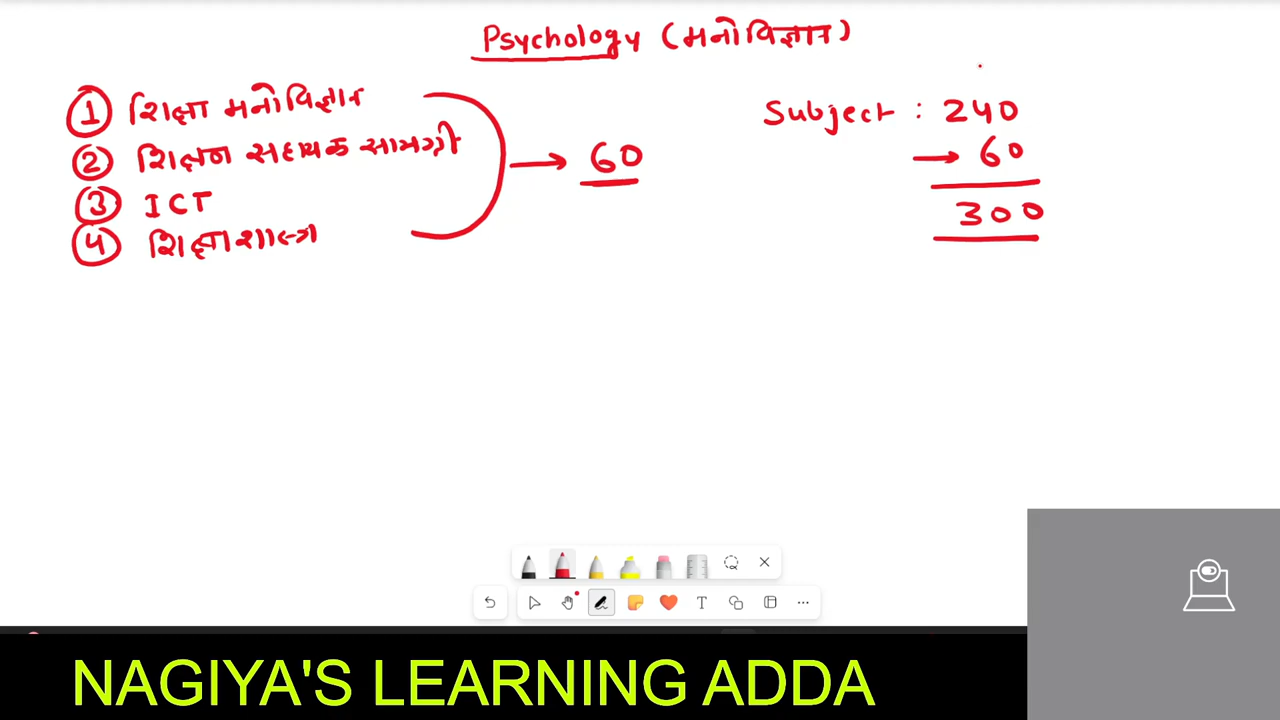 Psychology (मनोविज्ञान)
1 शिक्षा मनोविज्ञान
2 शिक्षण सहायक सामग्री
3 ICT
4 शिक्षाशास्त्र
→ 60
Subject : 240
→ 60
300
T
NAGIYA'S LEARNING ADDA